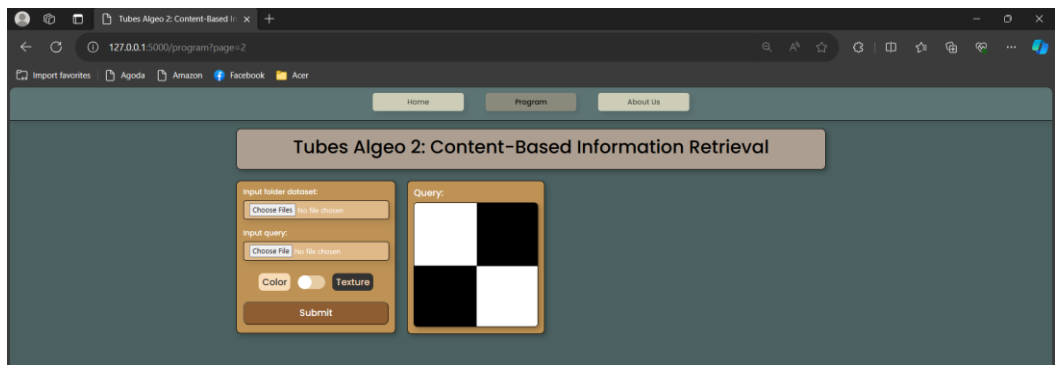 Tubes Algeo 2: Content-Based In
127.0.0.1:5000/program?page=2
Import favorites Agoda Amazon Facebook Acer
Home Program About Us
Tubes Algeo 2: Content-Based Information Retrieval
Input folder dataset:
Choose Files No file chosen
Input query:
Choose File No file chosen
Color Texture
Submit
Query: